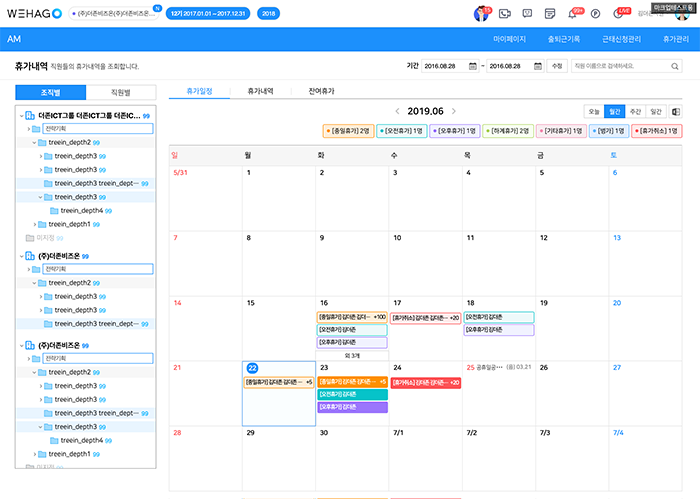 WEHAGO
(주)더존비즈온(주)더존비즈온...
N
12기 2017.01.01 ~ 2017.12.31
2018
15
99+
LIVE
마크업테스트용
AM
마이페이지
출퇴근기록
근태신청관리
휴가관리
휴가내역 직원들의 휴가내역을 조회합니다.
기간
2016.08.28
~
2016.08.28
수정
직원 이름으로 검색하세요.
조직별
직원별
더존ICT그룹 더존ICT그룹 더존IC... 99
전략기획
treein_depth2 99
treein_depth3 99
treein_depth3 99
treein_depth3 treein_dept... 99
treein_depth3 99
treein_depth4 99
treein_depth1 99
미지정 99
(주)더존비즈온 99
전략기획
treein_depth2 99
treein_depth3 99
treein_depth3 99
treein_depth3 treein_dept... 99
(주)더존비즈온 99
전략기획
treein_depth2 99
treein_depth3 99
treein_depth3 99
treein_depth3 treein_dept... 99
treein_depth3 99
treein_depth4 99
treein_depth1 99
미지정 99
휴가일정
휴가내역
잔여휴가
2019.06
오늘
월간
주간
일간
[종일휴가] 2명
[오전휴가] 1명
[오후휴가] 1명
[하계휴가] 2명
[기타휴가] 1명
[병가] 1명
[휴가취소] 1명
일 월 화 수 목 금 토
5/31 1 2 3 4 5 6
7 8 9 10 11 12 13
14 15 16 17 18 19 20
[종일휴가] 김더존 김더... +100
[오전휴가] 김더존
[오후휴가] 김더존
외 3개
[휴가취소] 김더존 김더존... +20
[오전휴가] 김더존
[오후휴가] 김더존
21 22 23 24 25 공휴일공... (음) 03.21 26 27
[종일휴가] 김더존 김더존... +5
[종일휴가] 김더존 김더존... +5
[오전휴가] 김더존
[오후휴가] 김더존
[휴가취소] 김더존 김더존... +20
28 29 30 7/1 7/2 7/3 7/4